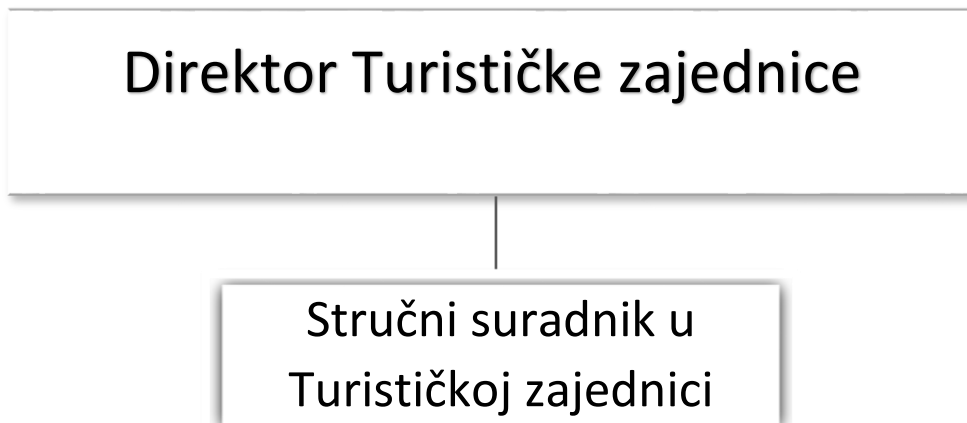 Direktor Turističke zajednice
Stručni suradnik u
Turističkoj zajednici